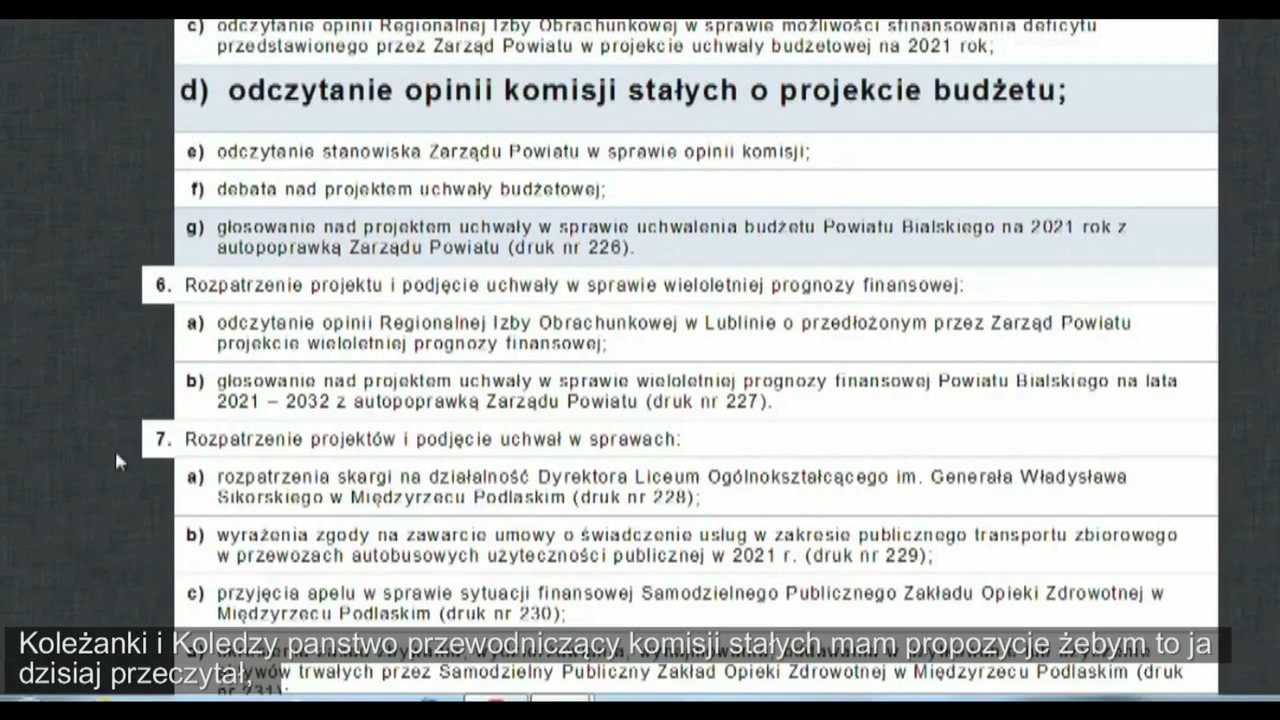 c) odczytanie opinii Regionalnej Izby Obrachunkowej w sprawie możliwości sfinansowania deficytu
przedstawionego przez Zarząd Powiatu w projekcie uchwały budżetowej na 2021 rok;
d) odczytanie opinii komisji stałych o projekcie budżetu;
e) odczytanie stanowiska Zarządu Powiatu w sprawie opinii komisji;
f) debata nad projektem uchwały budżetowej;
g) głosowanie nad projektem uchwały w sprawie uchwalenia budżetu Powiatu Bialskiego na 2021 rok z
autopoprawką Zarządu Powiatu (druk nr 226).
6. Rozpatrzenie projektu i podjęcie uchwały w sprawie wieloletniej prognozy finansowej:
a) odczytanie opinii Regionalnej Izby Obrachunkowej w Lublinie o przedłożonym przez Zarząd Powiatu
projekcie wieloletniej prognozy finansowej;
b) głosowanie nad projektem uchwały w sprawie wieloletniej prognozy finansowej Powiatu Bialskiego na lata
2021 – 2032 z autopoprawką Zarządu Powiatu (druk nr 227).
7. Rozpatrzenie projektów i podjęcie uchwał w sprawach:
a) rozpatrzenia skargi na działalność Dyrektora Liceum Ogólnokształcącego im. Generała Władysława
Sikorskiego w Międzyrzecu Podlaskim (druk nr 228);
b) wyrażenia zgody na zawarcie umowy o świadczenie usług w zakresie publicznego transportu zbiorowego
w przewozach autobusowych użyteczności publicznej w 2021 r. (druk nr 229);
c) przyjęcia apelu w sprawie sytuacji finansowej Samodzielnego Publicznego Zakładu Opieki Zdrowotnej w
Międzyrzecu Podlaskim (druk nr 230);
Koleżanki i Koledzy panstwo przewodniczący komisji stałych mam propozycje żebym to ja
dzisiaj przeczytał,
trwałych przez Samodzielny Publiczny Zakład Opieki Zdrowotnej w Międzyrzecu Podlaskim (druk
nr 231);